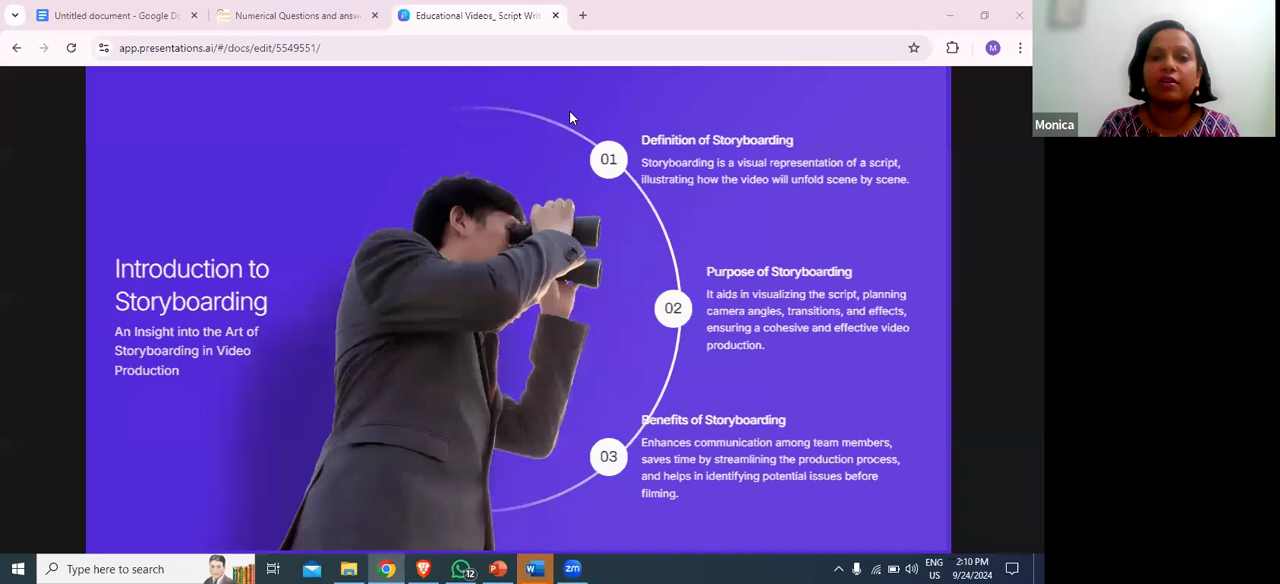 Untitled document - Google Do
Numerical Questions and answe
Educational Videos_ Script Writ
app.presentations.ai/#/docs/edit/5549551/
M
Monica
Introduction to
Storyboarding
An Insight into the Art of
Storyboarding in Video
Production
01
Definition of Storyboarding
Storyboarding is a visual representation of a script,
illustrating how the video will unfold scene by scene.
02
Purpose of Storyboarding
It aids in visualizing the script, planning
camera angles, transitions, and effects,
ensuring a cohesive and effective video
production.
03
Benefits of Storyboarding
Enhances communication among team members,
saves time by streamlining the production process,
and helps in identifying potential issues before
filming.
Type here to search
12
W
zm
ENG
US
2:10 PM
9/24/2024